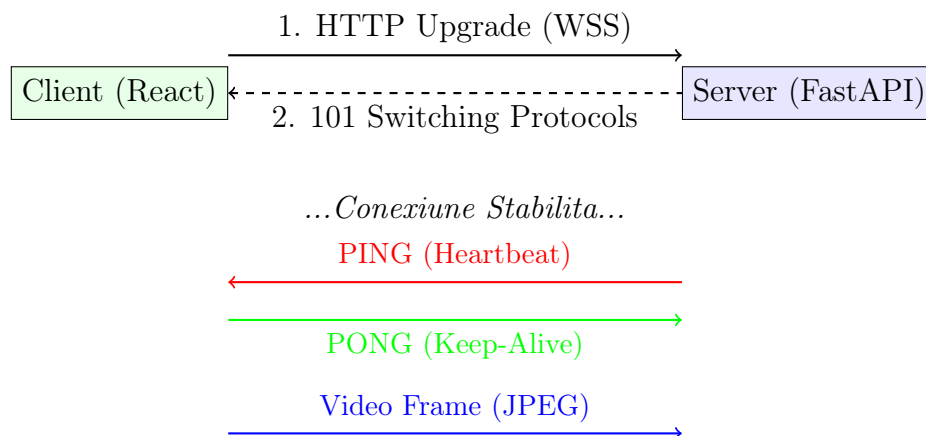 1. HTTP Upgrade (WSS)
Client (React)
Server (FastAPI)
2. 101 Switching Protocols
...Conexiune Stabilita...
PING (Heartbeat)
PONG (Keep-Alive)
Video Frame (JPEG)